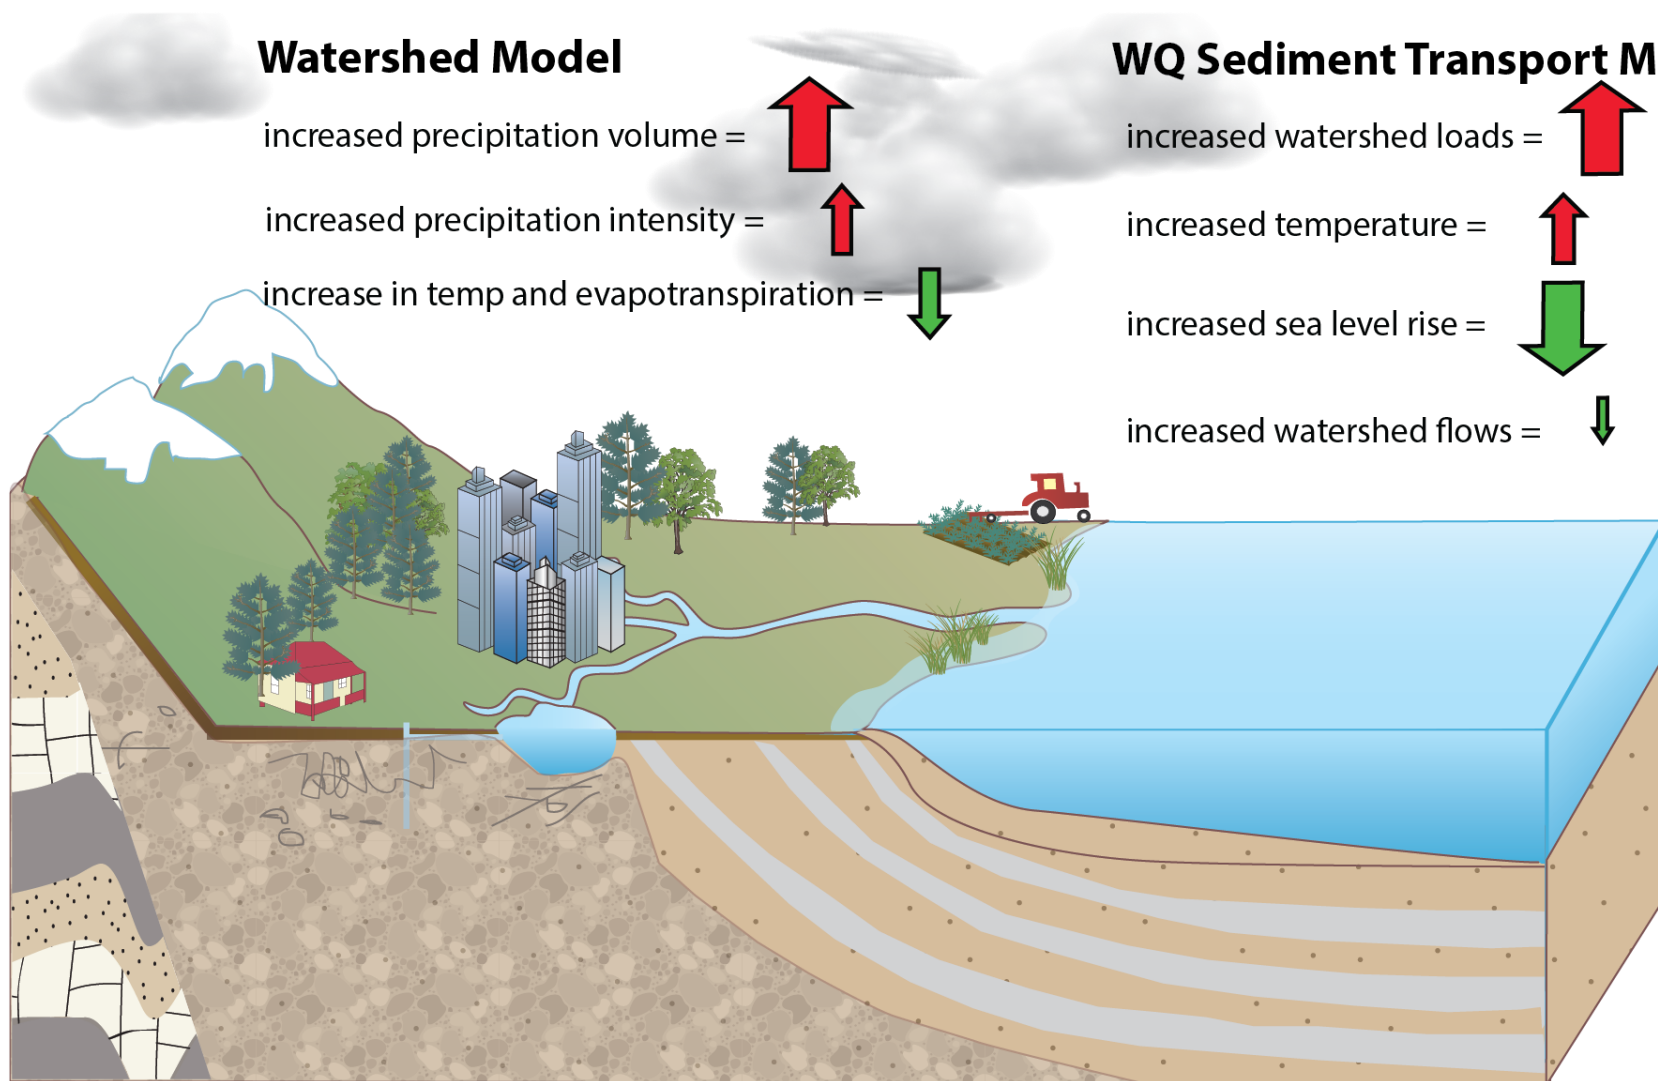 Watershed Model
increased precipitation volume =
increased precipitation intensity =
increase in temp and evapotranspiration =
WQ Sediment Transport M
increased watershed loads =
increased temperature =
increased sea level rise =
increased watershed flows =